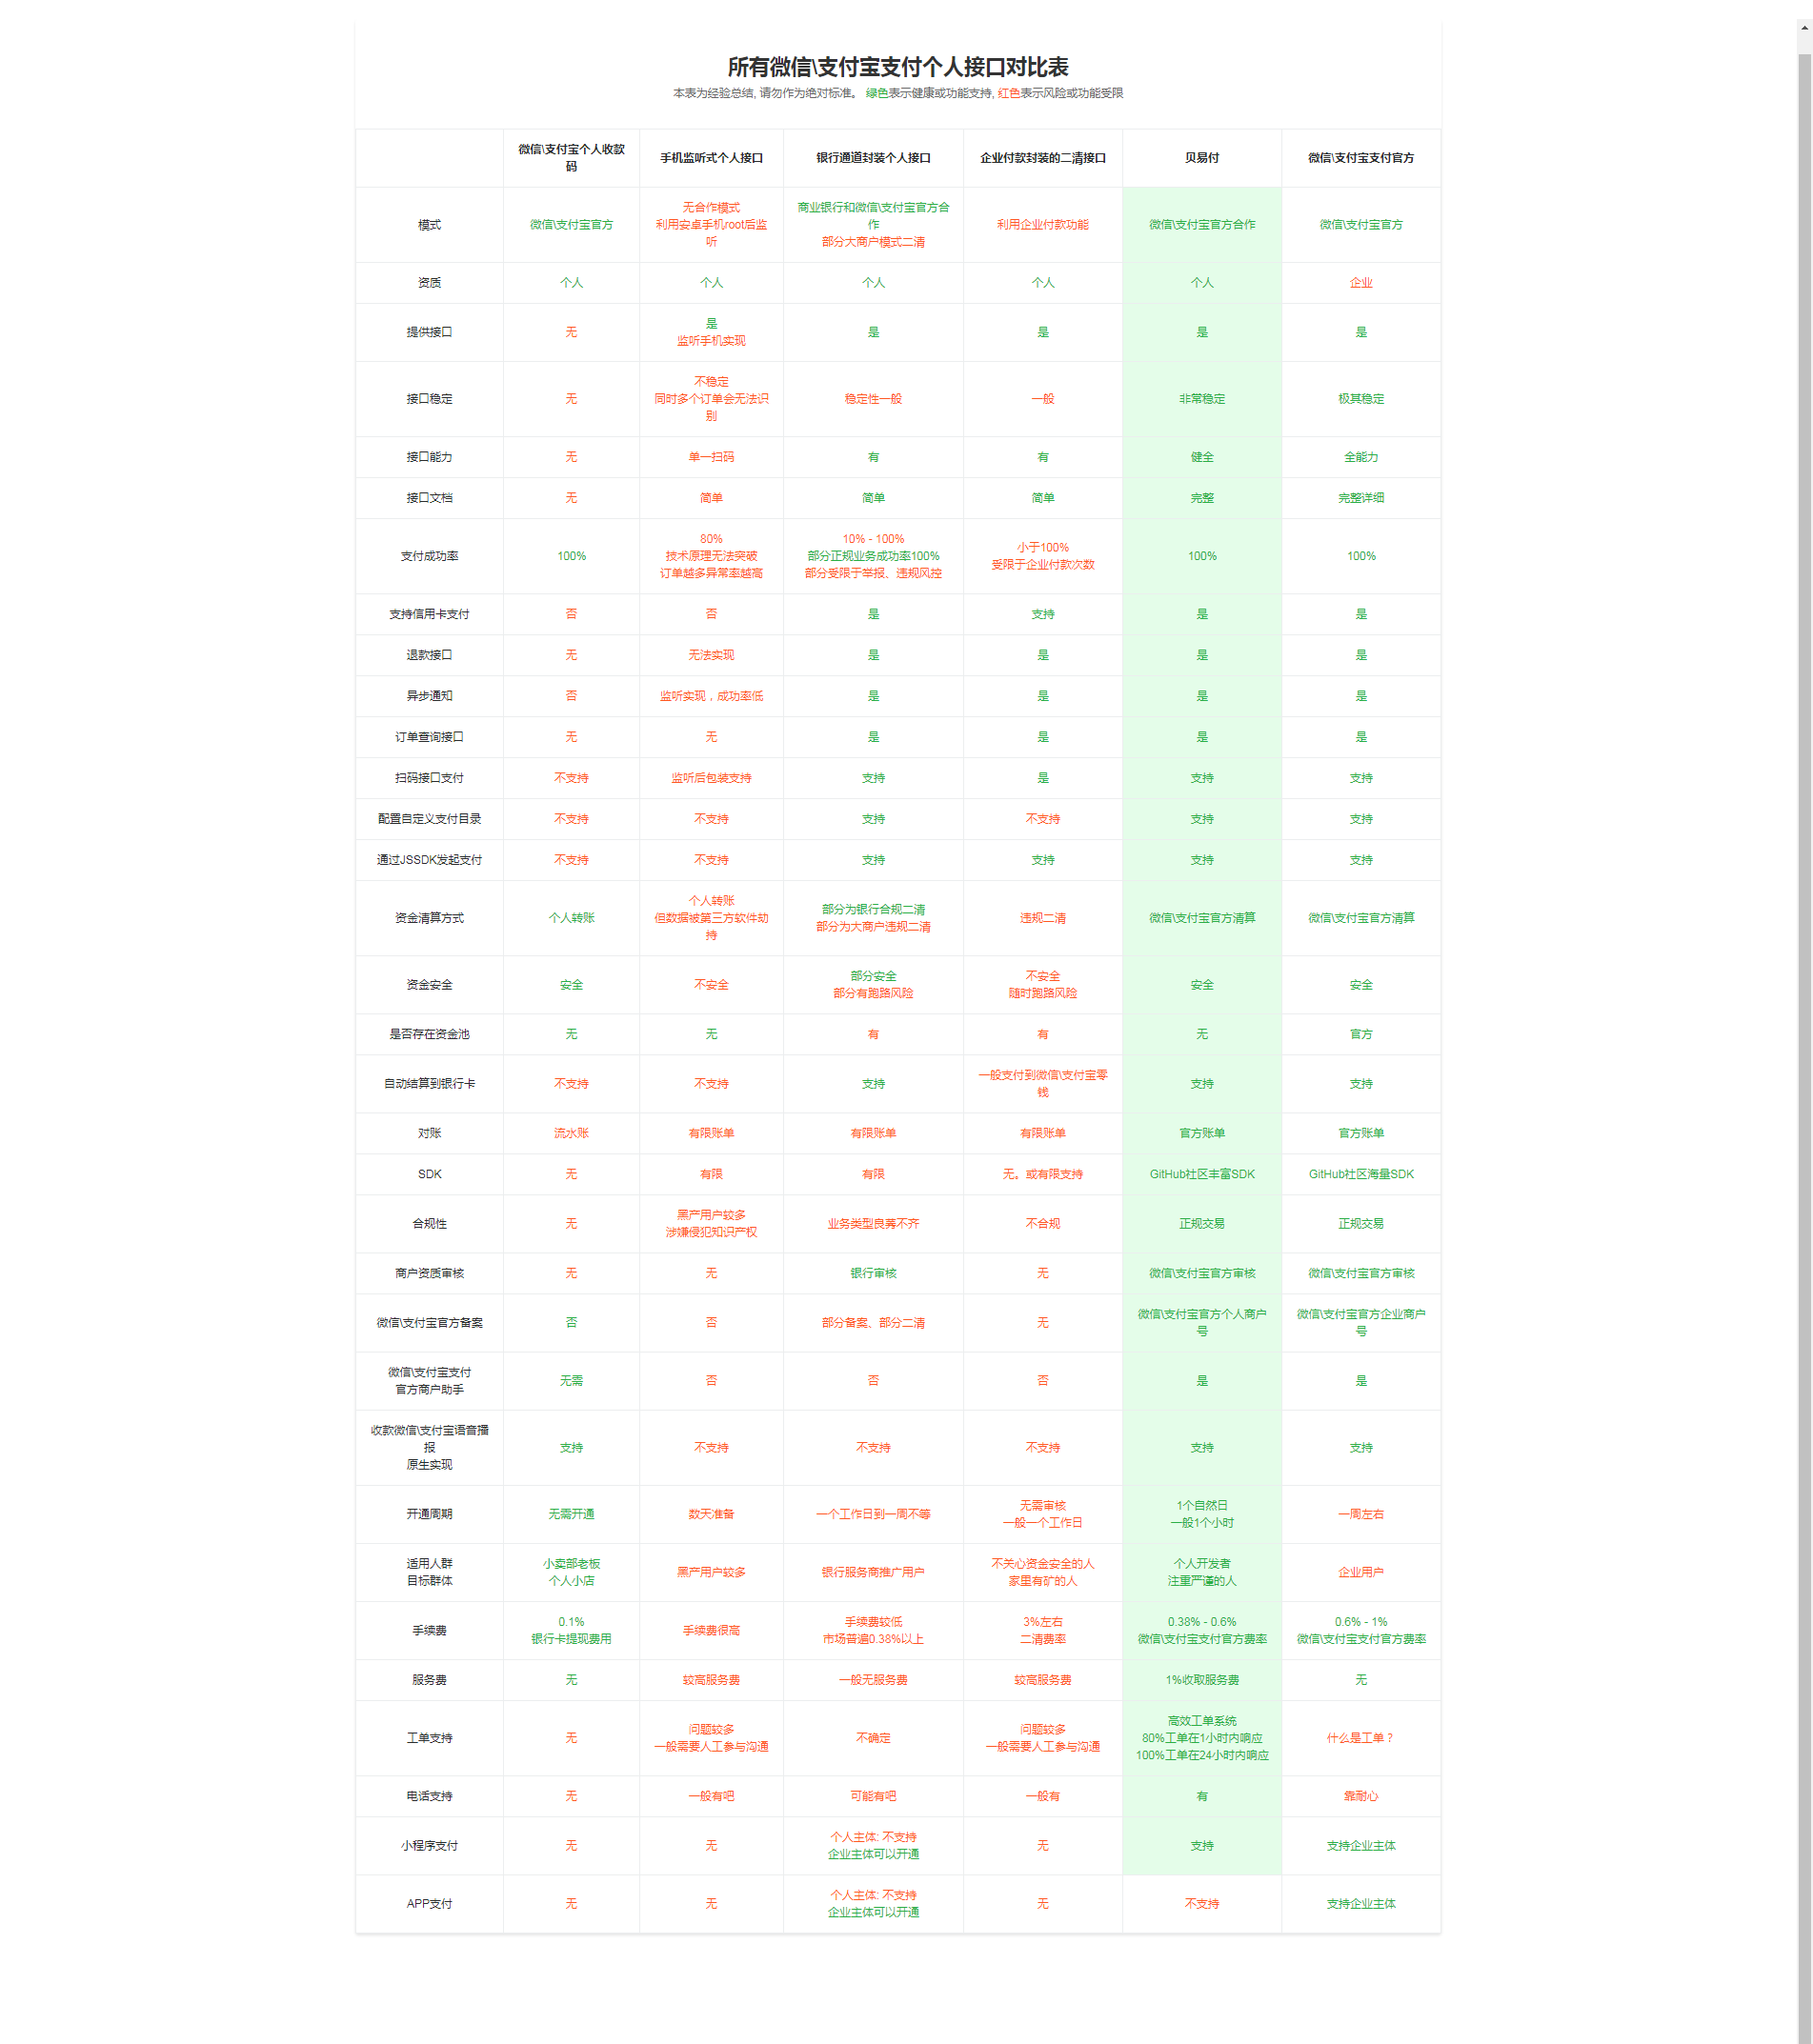 所有微信\支付宝支付个人接口对比表
本表为经验总结, 请勿作为绝对标准。 绿色表示健康或功能支持, 红色表示风险或功能受限
微信\支付宝个人收款
码
手机监听式个人接口
银行通道封装个人接口
企业付款封装的二清接口
贝易付
微信\支付宝支付官方
模式
微信\支付宝官方
无合作模式
利用安卓手机root后监
听
商业银行和微信\支付宝官方合
作
部分大商户模式二清
利用企业付款功能
微信\支付宝官方合作
微信\支付宝官方
资质
个人
个人
个人
个人
个人
企业
提供接口
无
是
监听手机实现
是
是
是
是
接口稳定
无
不稳定
同时多个订单会无法识
别
稳定性一般
一般
非常稳定
极其稳定
接口能力
无
单一扫码
有
有
健全
全能力
接口文档
无
简单
简单
简单
完整
完整详细
支付成功率
100%
80%
技术原理无法突破
订单越多异常率越高
10% - 100%
部分正规业务成功率100%
部分受限于举报、违规风控
小于100%
受限于企业付款次数
100%
100%
支持信用卡支付
否
否
是
支持
是
是
退款接口
无
无法实现
是
是
是
是
异步通知
否
监听实现，成功率低
是
是
是
是
订单查询接口
无
无
是
是
是
是
扫码接口支付
不支持
监听后包装支持
支持
是
支持
支持
配置自定义支付目录
不支持
不支持
支持
不支持
支持
支持
通过JSSDK发起支付
不支持
不支持
支持
支持
支持
支持
资金清算方式
个人转账
个人转账
但数据被第三方软件劫
持
部分为银行合规二清
部分为大商户违规二清
违规二清
微信\支付宝官方清算
微信\支付宝官方清算
资金安全
安全
不安全
部分安全
部分有跑路风险
不安全
随时跑路风险
安全
安全
是否存在资金池
无
无
有
有
无
官方
自动结算到银行卡
不支持
不支持
支持
一般支付到微信\支付宝零
钱
支持
支持
对账
流水账
有限账单
有限账单
有限账单
官方账单
官方账单
SDK
无
有限
有限
无。或有限支持
GitHub社区丰富SDK
GitHub社区海量SDK
合规性
无
黑产用户较多
涉嫌侵犯知识产权
业务类型良莠不齐
不合规
正规交易
正规交易
商户资质审核
无
无
银行审核
无
微信\支付宝官方审核
微信\支付宝官方审核
微信\支付宝官方备案
否
否
部分备案、部分二清
无
微信\支付宝官方个人商户
号
微信\支付宝官方企业商户
号
微信\支付宝支付
官方商户助手
无需
否
否
否
是
是
收款微信\支付宝语音播
报
原生实现
支持
不支持
不支持
不支持
支持
支持
开通周期
无需开通
数天准备
一个工作日到一周不等
无需审核
一般一个工作日
1个自然日
一般1个小时
一周左右
适用人群
目标群体
小卖部老板
个人小店
黑产用户较多
银行服务商推广用户
不关心资金安全的人
家里有矿的人
个人开发者
注重严谨的人
企业用户
手续费
0.1%
银行卡提现费用
手续费很高
手续费较低
市场普遍0.38%以上
3%左右
二清费率
0.38% - 0.6%
微信\支付宝支付官方费率
0.6% - 1%
微信\支付宝支付官方费率
服务费
无
较高服务费
一般无服务费
较高服务费
1%收取服务费
无
工单支持
无
问题较多
一般需要人工参与沟通
不确定
问题较多
一般需要人工参与沟通
高效工单系统
80%工单在1小时内响应
100%工单在24小时内响应
什么是工单？
电话支持
无
一般有吧
可能有吧
一般有
有
靠耐心
小程序支付
无
无
个人主体: 不支持
企业主体可以开通
无
支持
支持企业主体
APP支付
无
无
个人主体: 不支持
企业主体可以开通
无
不支持
支持企业主体